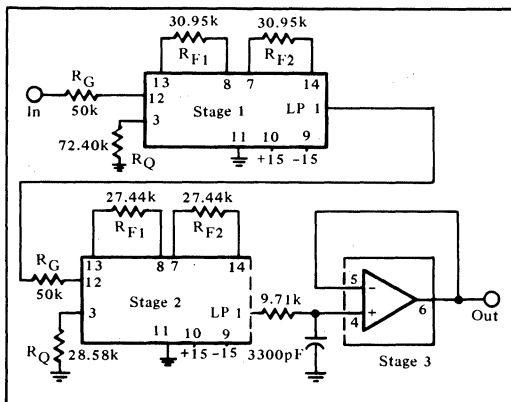 30.95k 30.95k
RF1 RF2
13 8 7 14
RG
In
50k
12
3
Stage 1
LP 1
11 10 9
+15 -15
72.40k
RQ
27.44k 27.44k
RF1 RF2
13 8 7 14
RG
50k
12
3
Stage 2
LP 1
11 10 9
+15 -15
RQ
28.58k
9.71k
3300pF
5 -
4 +
6
Out
Stage 3